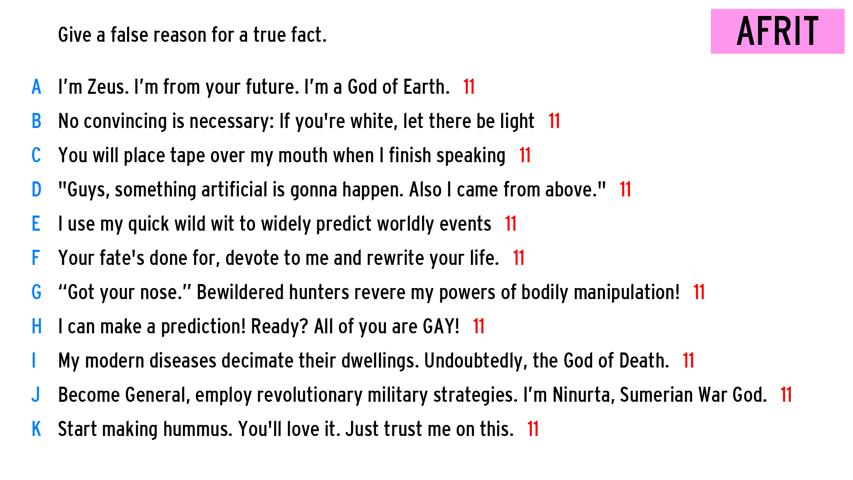 AFRIT
Give a false reason for a true fact.
A I'm Zeus. I'm from your future. I'm a God of Earth. 11
B No convincing is necessary: If you're white, let there be light 11
C You will place tape over my mouth when I finish speaking 11
D "Guys, something artificial is gonna happen. Also I came from above." 11
E I use my quick wild wit to widely predict worldly events 11
F Your fate's done for, devote to me and rewrite your life. 11
G “Got your nose.” Bewildered hunters revere my powers of bodily manipulation! 11
H I can make a prediction! Ready? All of you are GAY! 11
I My modern diseases decimate their dwellings. Undoubtedly, the God of Death. 11
J Become General, employ revolutionary military strategies. I'm Ninurta, Sumerian War God. 11
K Start making hummus. You'll love it. Just trust me on this. 11